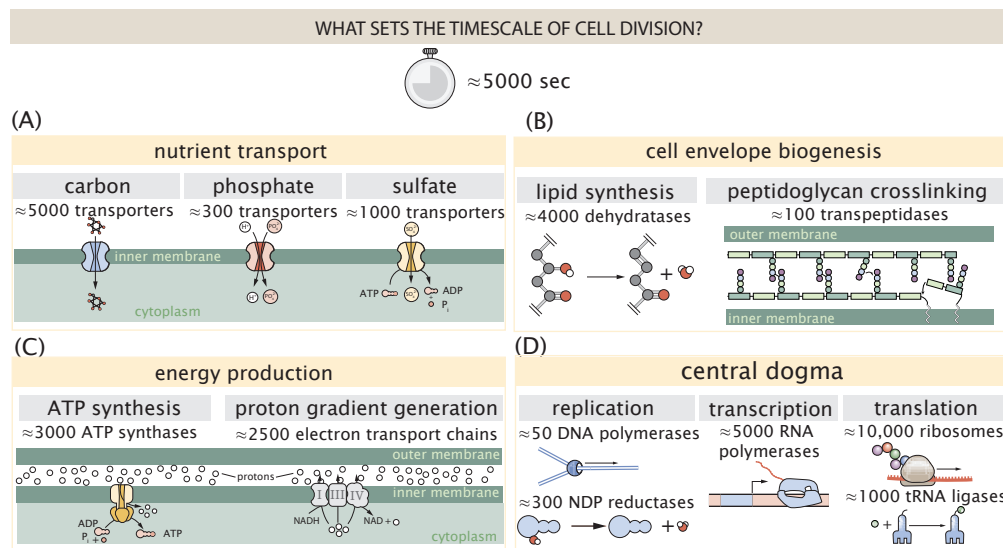 WHAT SETS THE TIMESCALE OF CELL DIVISION?
≈5000 sec
(A)
nutrient transport
carbon
≈5000 transporters
phosphate
≈300 transporters
sulfate
≈1000 transporters
H⁺
PO₄³⁻
SO₄²⁻
inner membrane
ATP
SO₄²⁻
ADP
+
Pᵢ
H⁺
PO₄³⁻
cytoplasm
(B)
cell envelope biogenesis
lipid synthesis
≈4000 dehydratases
+
peptidoglycan crosslinking
≈100 transpeptidases
outer membrane
inner membrane
(C)
energy production
ATP synthesis
≈3000 ATP synthases
proton gradient generation
≈2500 electron transport chains
outer membrane
protons
inner membrane
I III IV
ADP
Pᵢ +
ATP
NADH
NAD +
cytoplasm
(D)
central dogma
replication
≈50 DNA polymerases
≈300 NDP reductases
+
transcription
≈5000 RNA
polymerases
translation
≈10,000 ribosomes
≈1000 tRNA ligases
+